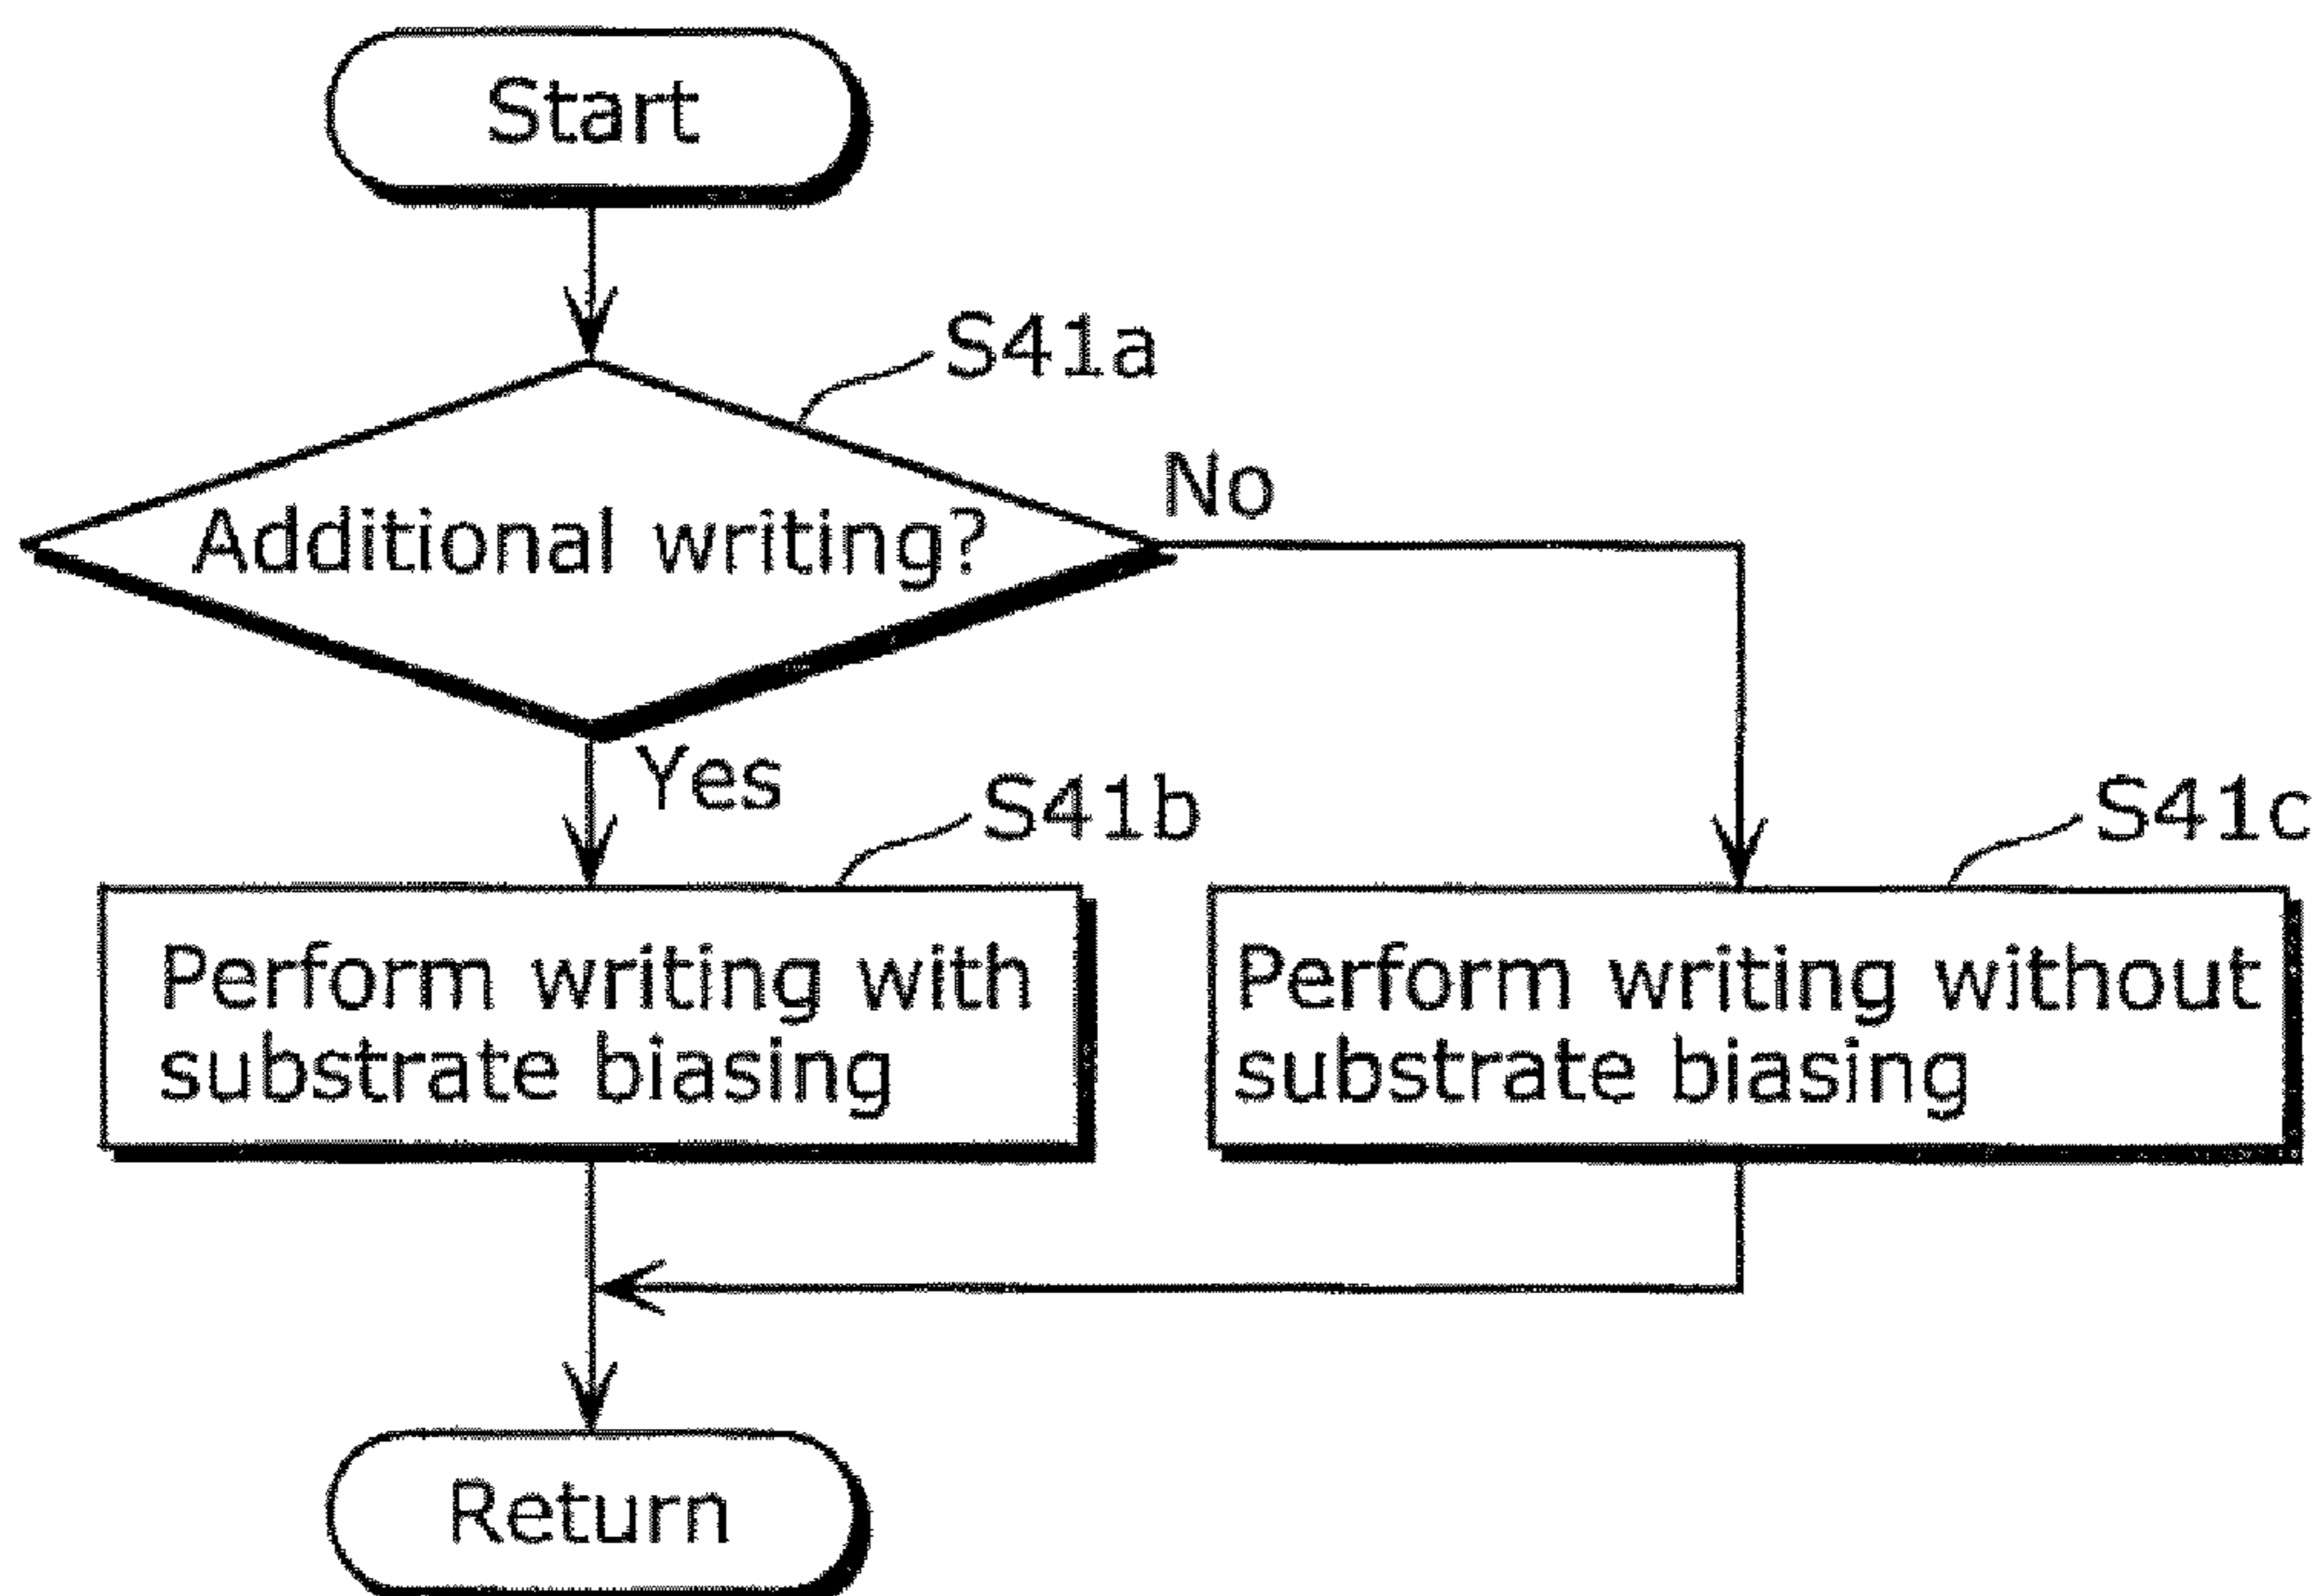 Start
S41a
Additional writing?
No
Yes
S41b
S41c
Perform writing with
substrate biasing
Perform writing without
substrate biasing
Return